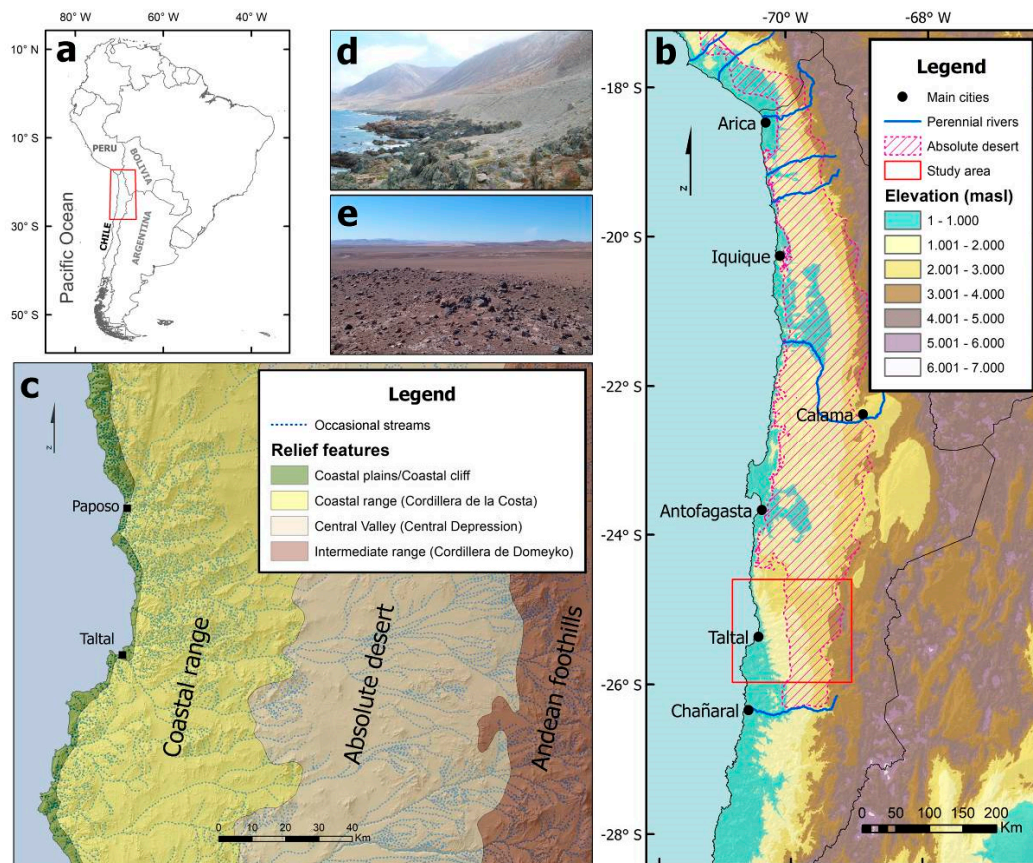 80° W 60° W 40° W
a
10° N
10° S
30° S
50° S
PERU
BOLIVIA
CHILE
ARGENTINA
Pacific Ocean
d
e
-70° W -68° W
b
-18° S
-20° S
-22° S
-24° S
-26° S
-28° S
N
Arica
Iquique
Calama
Antofagasta
Taltal
Chañaral
Legend
Main cities
Perennial rivers
Absolute desert
Study area
Elevation (masl)
1 - 1.000
1.001 - 2.000
2.001 - 3.000
3.001 - 4.000
4.001 - 5.000
5.001 - 6.000
6.001 - 7.000
0 50 100 150 200
Km
c
N
Legend
Occasional streams
Relief features
Coastal plains/Coastal cliff
Coastal range (Cordillera de la Costa)
Central Valley (Central Depression)
Intermediate range (Cordillera de Domeyko)
Paposo
Taltal
Coastal range
Absolute desert
Andean foothills
0 10 20 30 40
Km